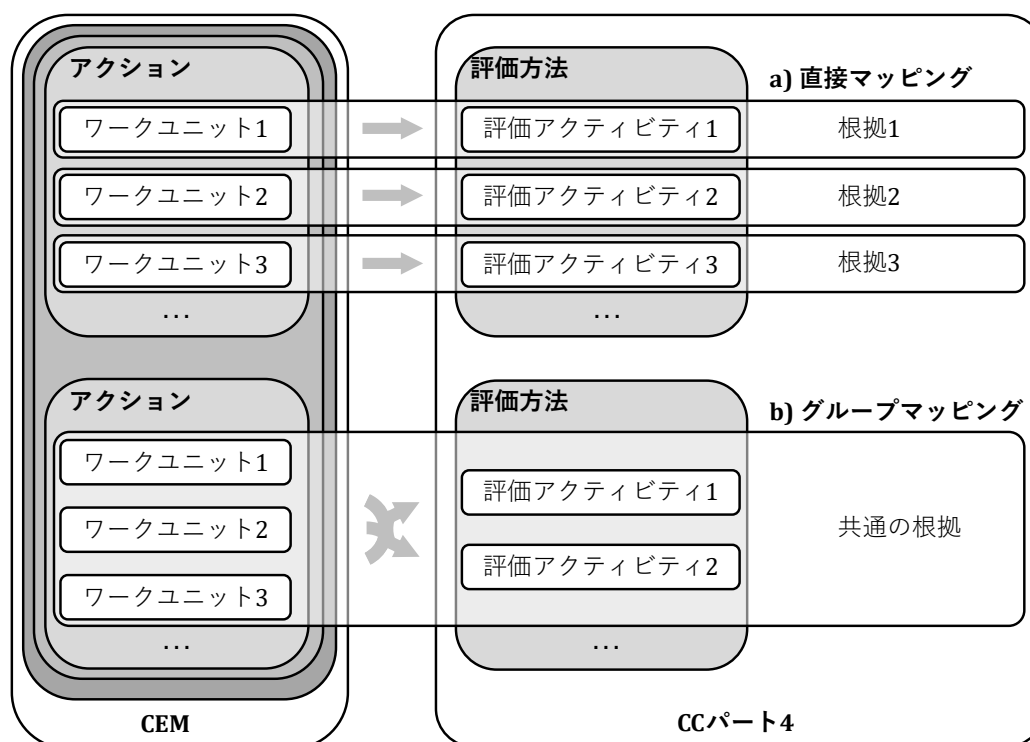 アクション
評価方法
a) 直接マッピング
ワークユニット1
評価アクティビティ1
根拠1
ワークユニット2
評価アクティビティ2
根拠2
ワークユニット3
評価アクティビティ3
根拠3
...
...
アクション
評価方法
b) グループマッピング
ワークユニット1
評価アクティビティ1
ワークユニット2
共通の根拠
評価アクティビティ2
ワークユニット3
...
...
CEM
CCパート4